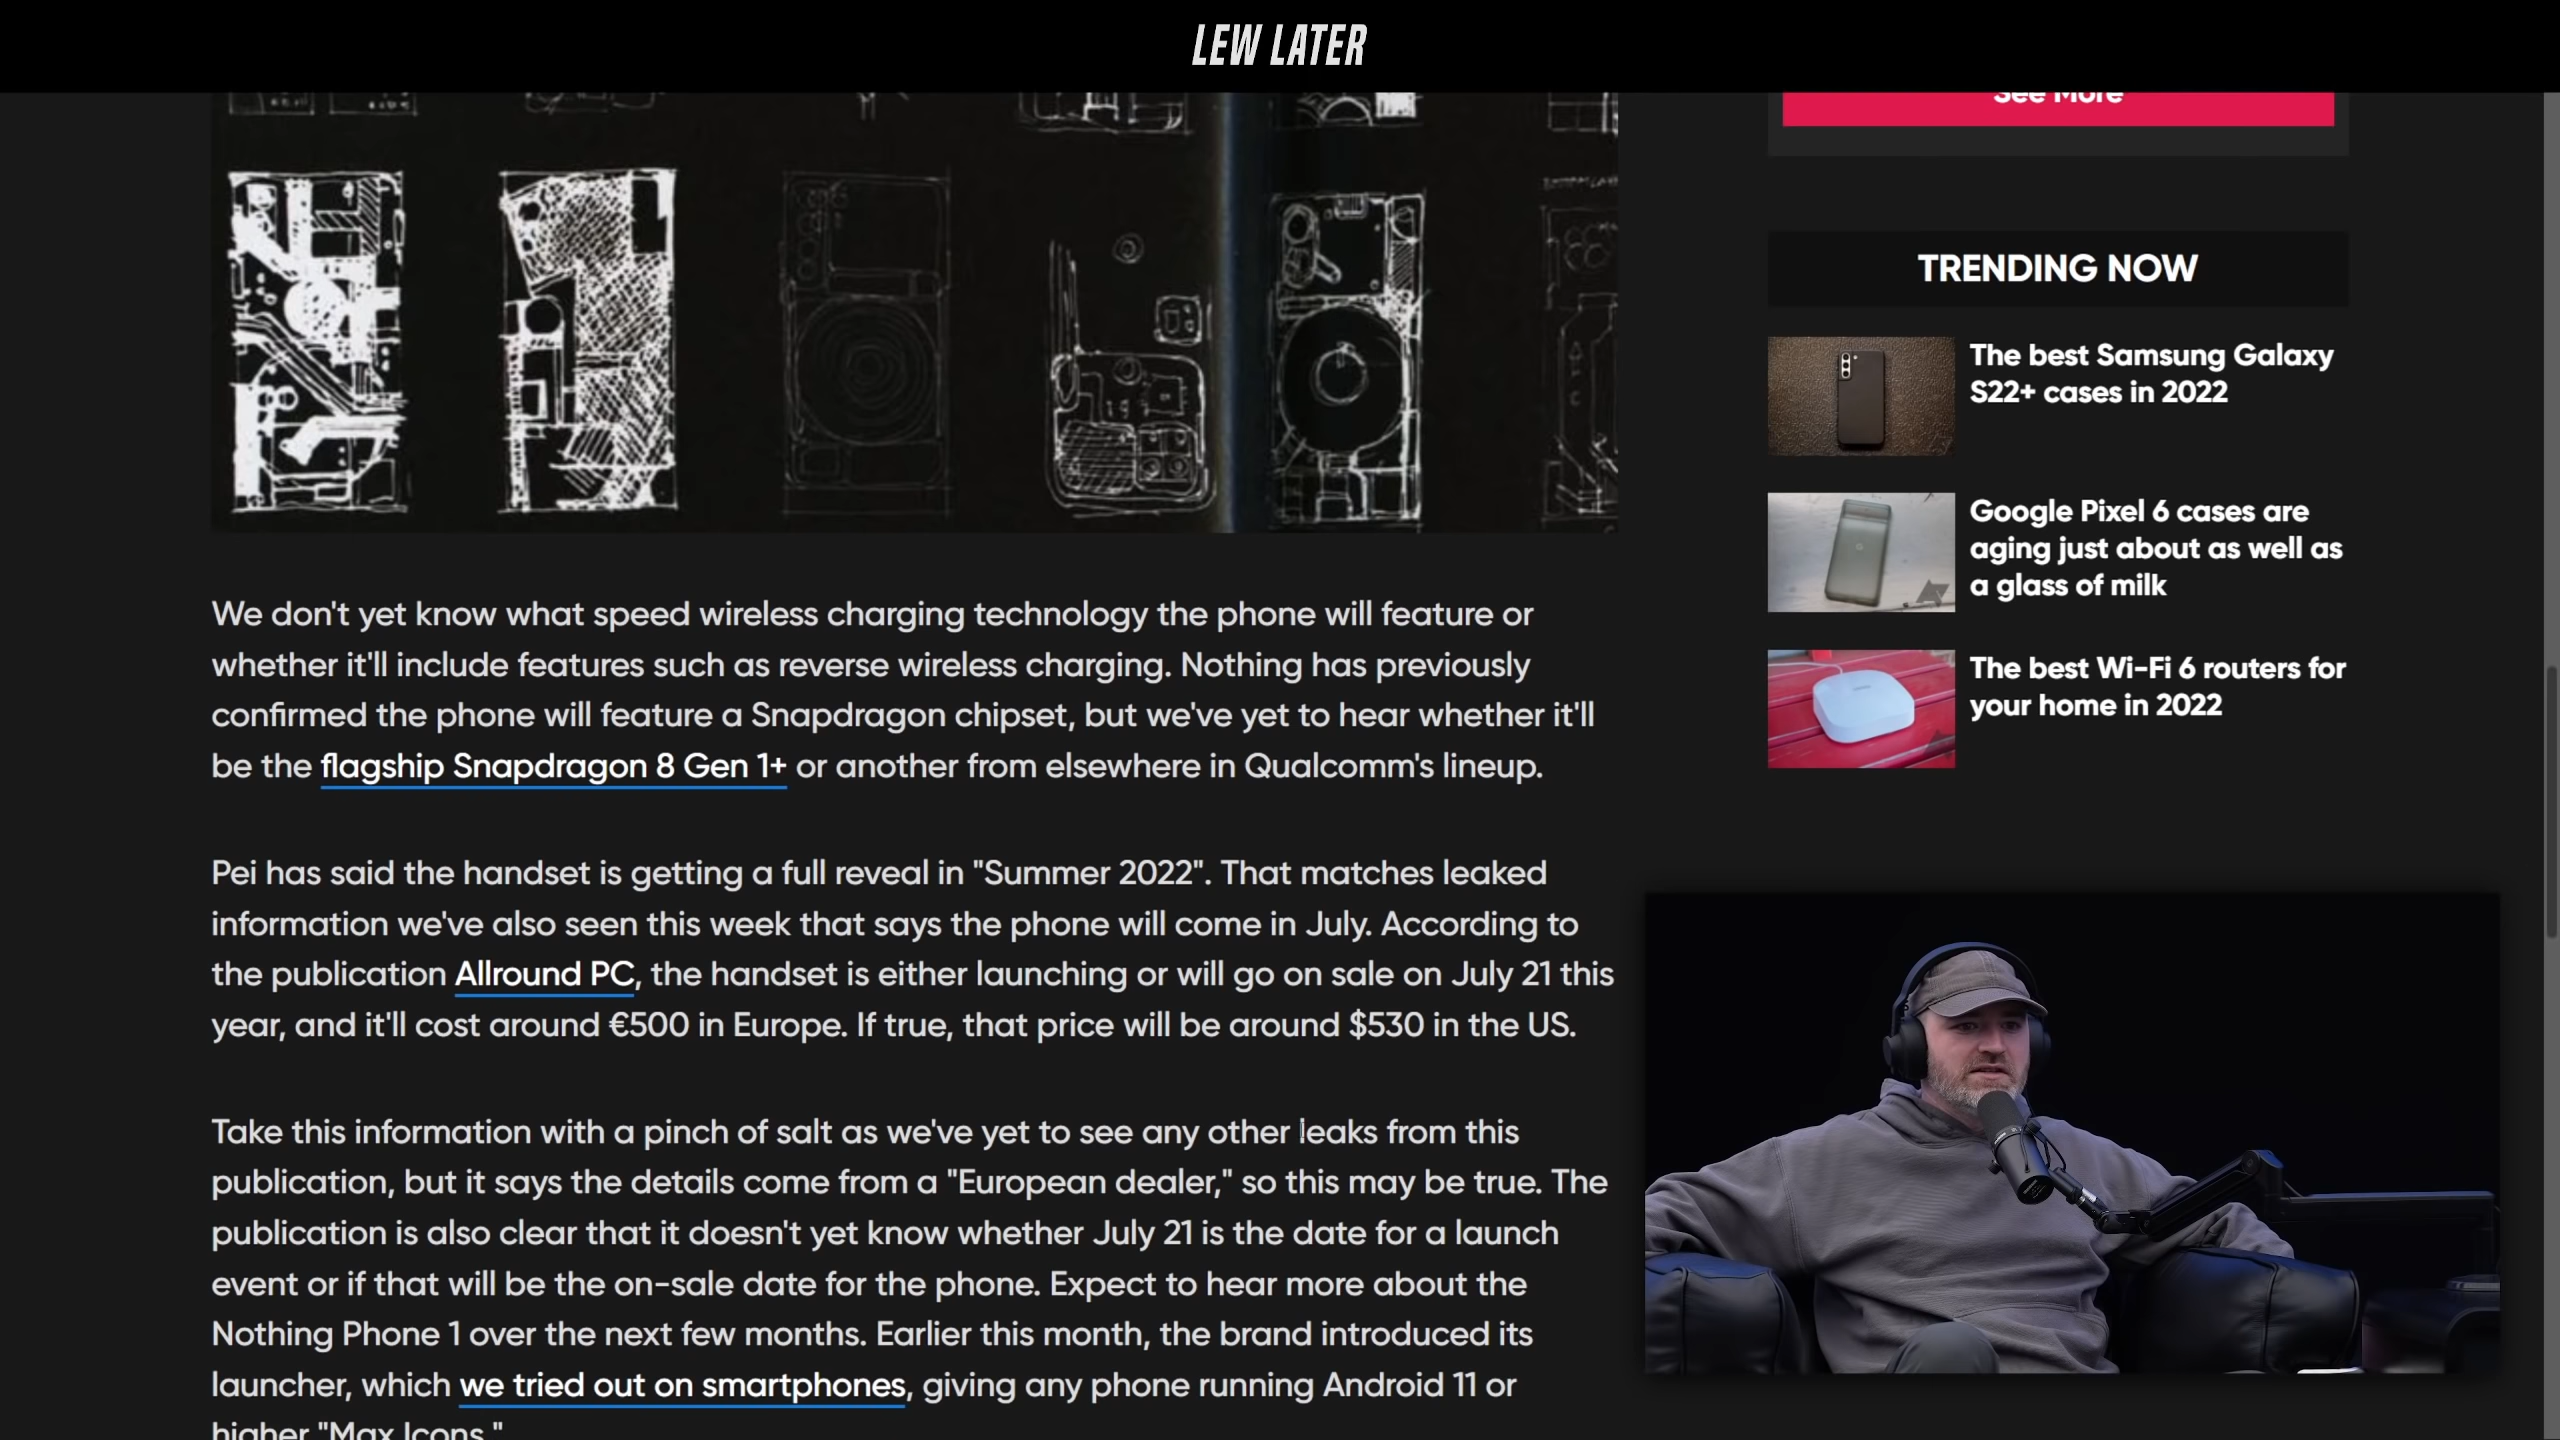 LEW LATER
See More
We don't yet know what speed wireless charging technology the phone will feature or
whether it'll include features such as reverse wireless charging. Nothing has previously
confirmed the phone will feature a Snapdragon chipset, but we've yet to hear whether it'll
be the flagship Snapdragon 8 Gen 1+ or another from elsewhere in Qualcomm's lineup.
Pei has said the handset is getting a full reveal in "Summer 2022". That matches leaked
information we've also seen this week that says the phone will come in July. According to
the publication Allround PC, the handset is either launching or will go on sale on July 21 this
year, and it'll cost around €500 in Europe. If true, that price will be around $530 in the US.
Take this information with a pinch of salt as we've yet to see any other leaks from this
publication, but it says the details come from a "European dealer," so this may be true. The
publication is also clear that it doesn't yet know whether July 21 is the date for a launch
event or if that will be the on-sale date for the phone. Expect to hear more about the
Nothing Phone 1 over the next few months. Earlier this month, the brand introduced its
launcher, which we tried out on smartphones, giving any phone running Android 11 or
higher "Max Icons."
TRENDING NOW
The best Samsung Galaxy
S22+ cases in 2022
Google Pixel 6 cases are
aging just about as well as
a glass of milk
The best Wi-Fi 6 routers for
your home in 2022